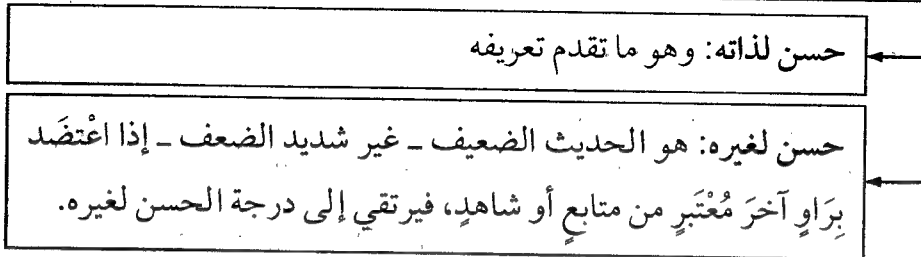 حسن لذاته: وهو ما تقدم تعريفه
حسن لغيره: هو الحديث الضعيف ـ غير شديد الضعف ـ إذا اعْتضَد
بِرَاوٍ آخرَ مُعْتَبرٍ من متابعٍ أو شاهدٍ، فيرتقي إلى درجة الحسن لغيره.